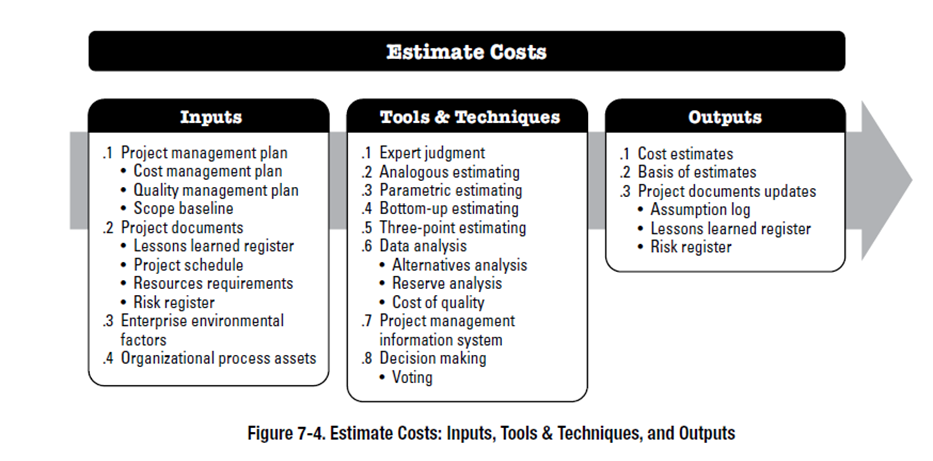 Estimate Costs
Inputs
.1 Project management plan
• Cost management plan
• Quality management plan
• Scope baseline
.2 Project documents
• Lessons learned register
• Project schedule
• Resources requirements
• Risk register
.3 Enterprise environmental
factors
.4 Organizational process assets
Tools & Techniques
.1 Expert judgment
.2 Analogous estimating
.3 Parametric estimating
.4 Bottom-up estimating
.5 Three-point estimating
.6 Data analysis
• Alternatives analysis
• Reserve analysis
• Cost of quality
.7 Project management
information system
.8 Decision making
• Voting
Outputs
.1 Cost estimates
.2 Basis of estimates
.3 Project documents updates
• Assumption log
• Lessons learned register
• Risk register
Figure 7-4. Estimate Costs: Inputs, Tools & Techniques, and Outputs